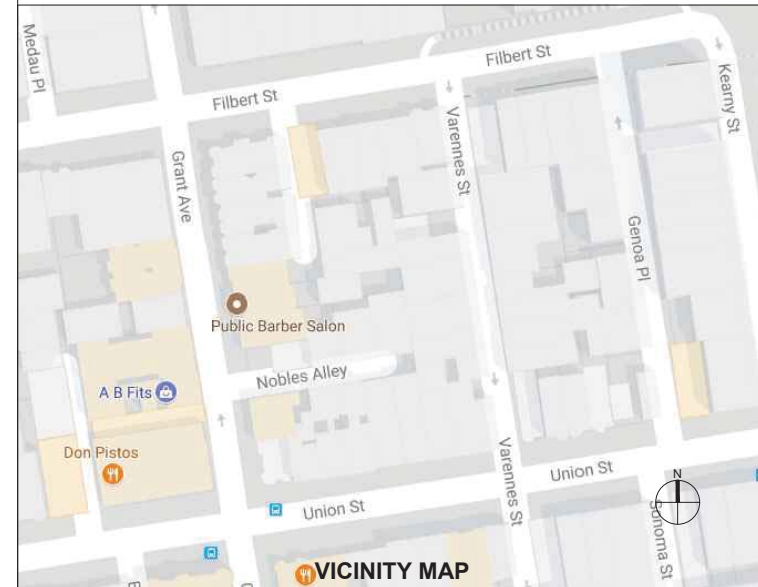 Medau Pl
Filbert St
Filbert St
Kearny St
Varennes St
Grant Ave
Genoa Pl
Public Barber Salon
Nobles Alley
A B Fits
Don Pistos
Varennes St
Union St
N
Union St
Sonoma St
VICINITY MAP